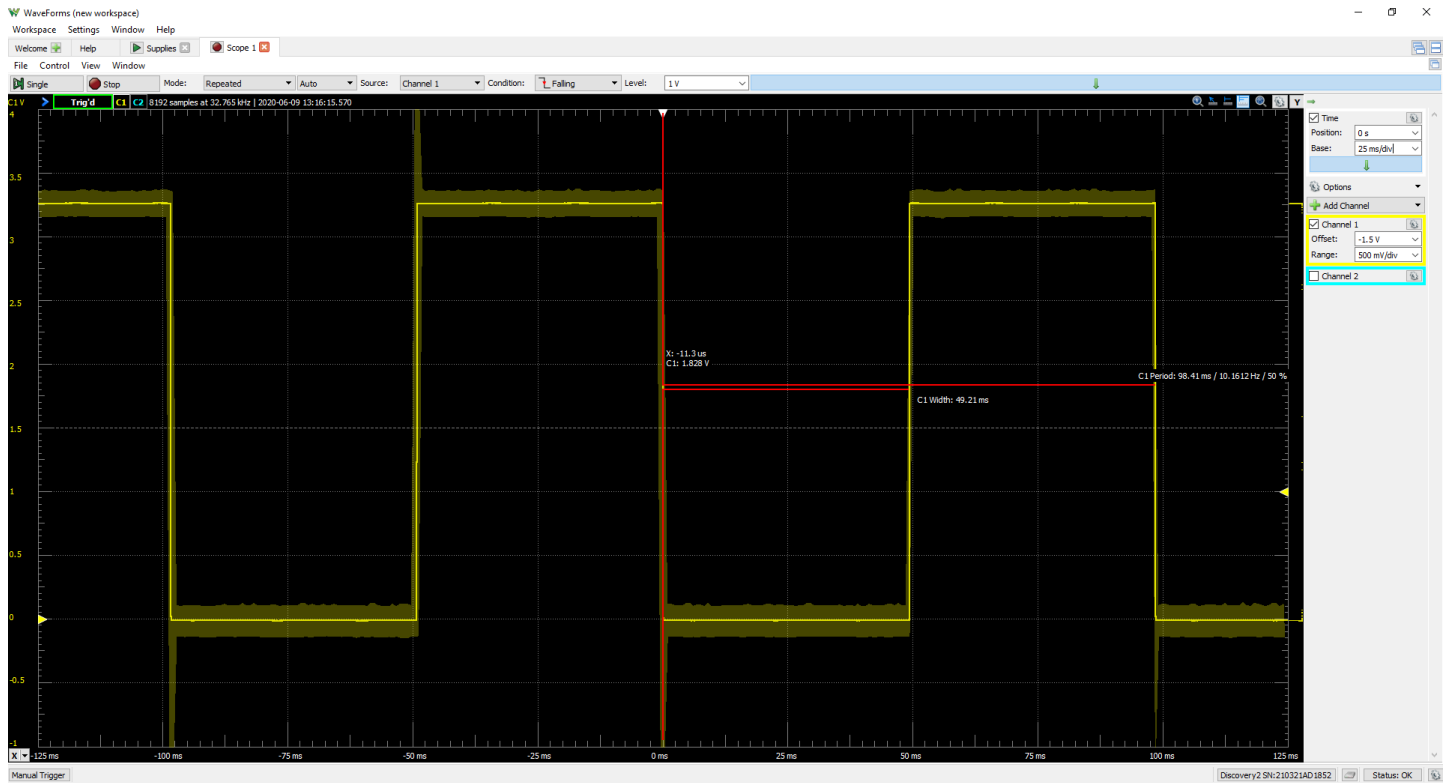 WaveForms (new workspace)
Workspace Settings Window Help
Welcome Help Supplies Scope 1
File Control View Window
Single Stop Mode: Repeated Auto Source: Channel 1 Condition: Falling Level: 1 V
C1 V Trig'd C1 C2 8192 samples at 32.765 kHz | 2020-06-09 13:16:15.570 Y
Time
Position: 0 s
Base: 25 ms/div
Options
Add Channel
Channel 1
Offset: -1.5 V
Range: 500 mV/div
Channel 2
4
3.5
3
2.5
2
1.5
1
0.5
0
-0.5
-1
X: -11.3 us
C1: 1.828 V
C1 Period: 98.41 ms / 10.1612 Hz / 50 %
C1 Width: 49.21 ms
X -125 ms -100 ms -75 ms -50 ms -25 ms 0 ms 25 ms 50 ms 75 ms 100 ms 125 ms
Manual Trigger Discovery2 SN:210321AD1852 Status: OK